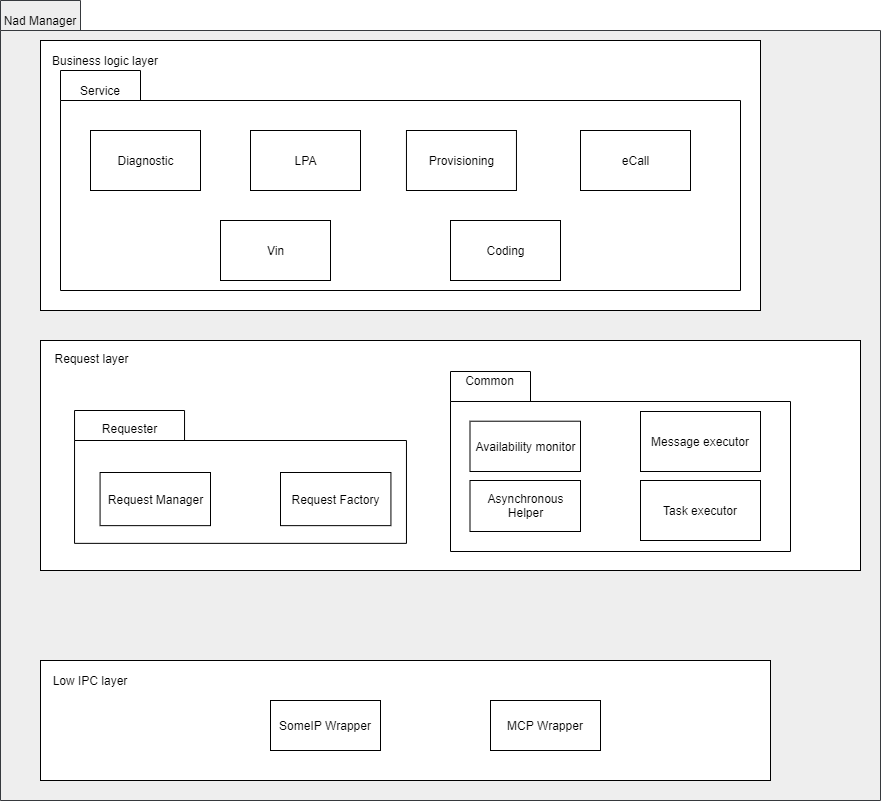 Nad Manager
Business logic layer
Service
Diagnostic
LPA
Provisioning
eCall
Vin
Coding
Request layer
Common
Requester
Availability monitor
Message executor
Request Manager
Request Factory
Asynchronous
Helper
Task executor
Low IPC layer
SomeIP Wrapper
MCP Wrapper